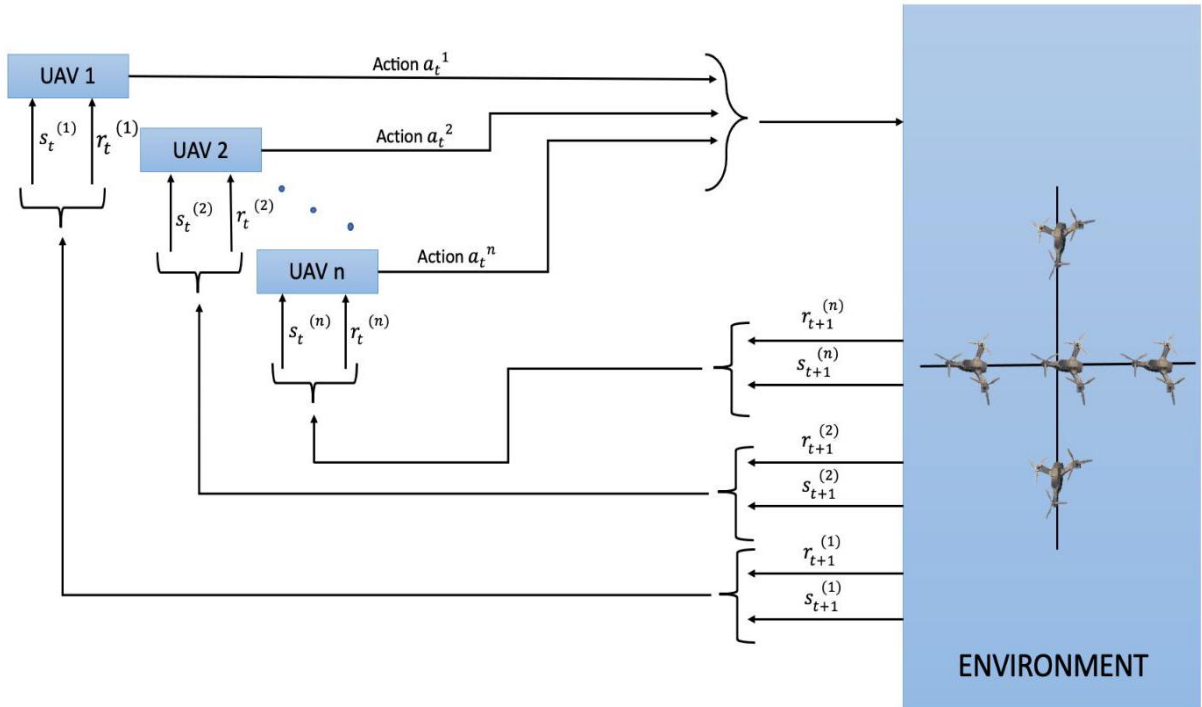 UAV 1
Action a_t^1
s_t^(1)
r_t^(1)
UAV 2
Action a_t^2
s_t^(2)
r_t^(2)
UAV n
Action a_t^n
s_t^(n)
r_t^(n)
r_{t+1}^(n)
s_{t+1}^(n)
r_{t+1}^(2)
s_{t+1}^(2)
r_{t+1}^(1)
s_{t+1}^(1)
ENVIRONMENT